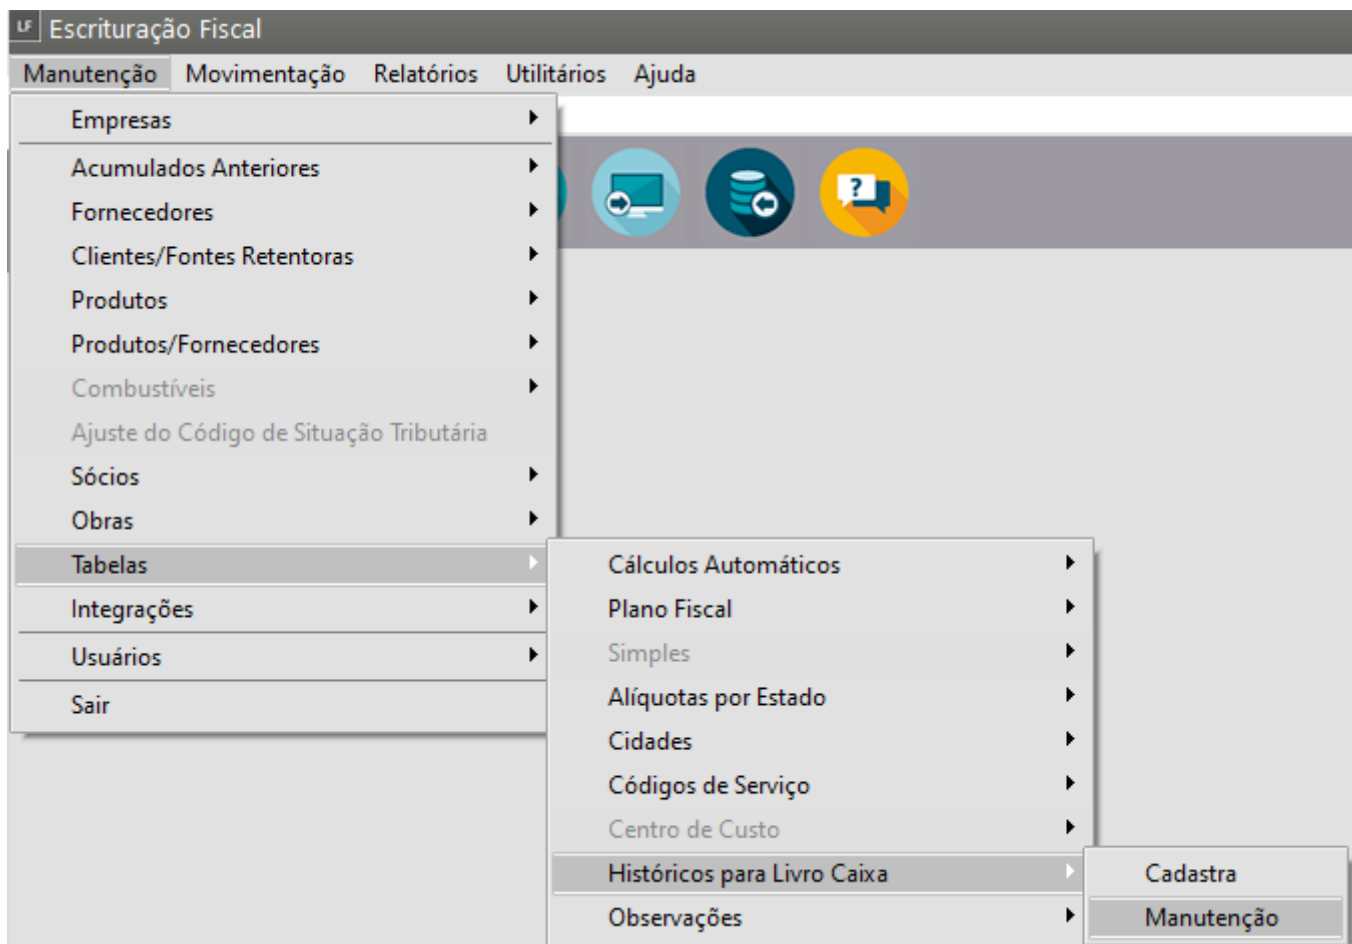 LF Escrituração Fiscal
Manutenção Movimentação Relatórios Utilitários Ajuda
Empresas
Acumulados Anteriores
Fornecedores
Clientes/Fontes Retentoras
?
Produtos
Produtos/Fornecedores
Combustíveis
Ajuste do Código de Situação Tributária
Sócios
Obras
Tabelas
Integrações
Usuários
Sair
Cálculos Automáticos
Plano Fiscal
Simples
Alíquotas por Estado
Cidades
Códigos de Serviço
Centro de Custo
Históricos para Livro Caixa
Observações
Cadastra
Manutenção